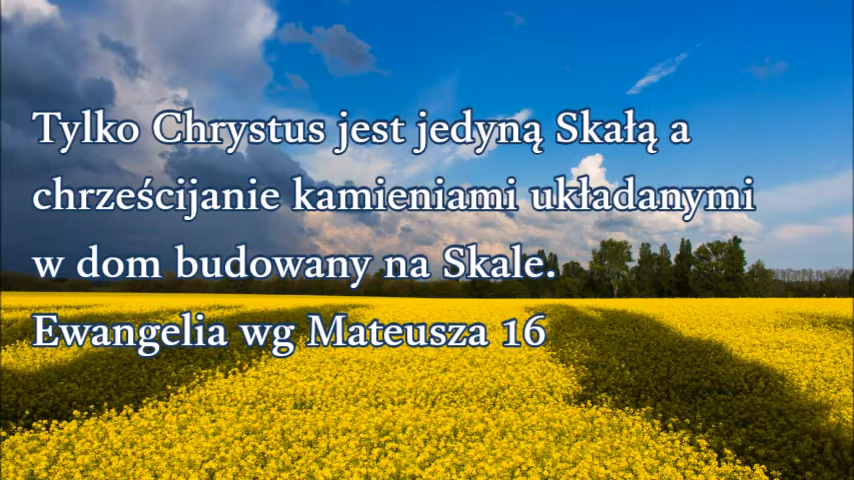 Tylko Chrystus jest jedyną Skałą a
chrześcijanie kamieniami układanymi
w dom budowany na Skale.
Ewangelia wg Mateusza 16